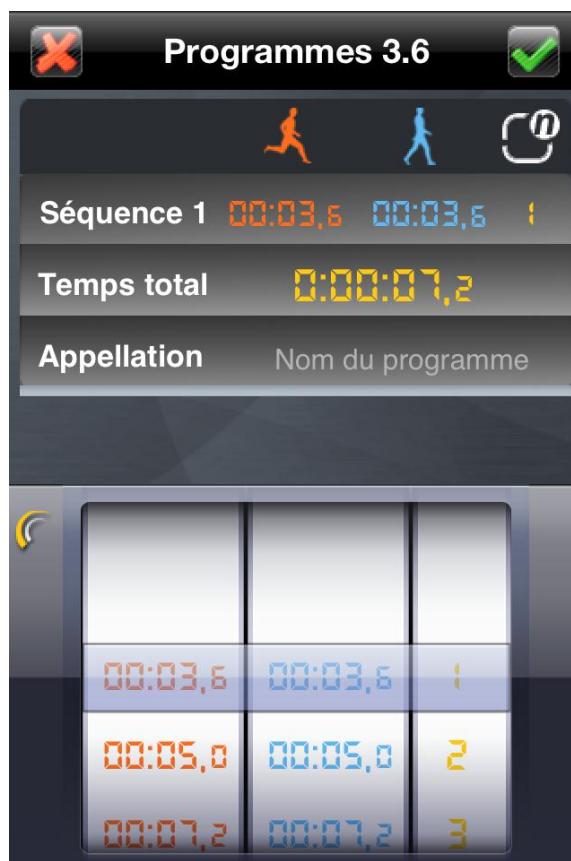 Programmes 3.6
n
Séquence 1 00:03,6 00:03,6 1
Temps total 0:00:07,2
Appellation Nom du programme
00:03,6 00:03,6 1
00:05,0 00:05,0 2
00:07,2 00:07,2 3